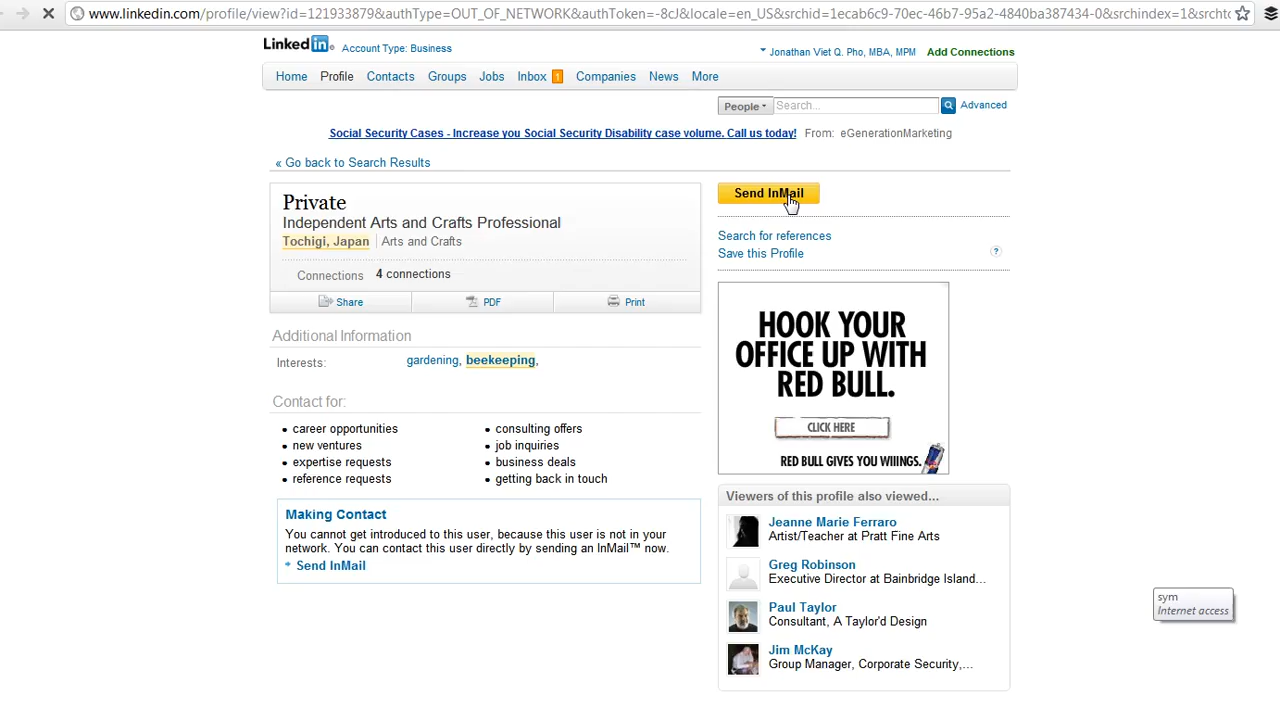 www.linkedin.com/profile/view?id=121933879&authType=OUT_OF_NETWORK&authToken=-8cJ&locale=en_US&srchid=1ecab6c9-70ec-46b7-95a2-4840ba387434-0&srchindex=1&srchto
Linked in Account Type: Business
Jonathan Viet Q. Pho, MBA, MPM Add Connections
Home Profile Contacts Groups Jobs Inbox 1 Companies News More
People Search... Advanced
Social Security Cases - Increase you Social Security Disability case volume. Call us today! From: eGenerationMarketing
« Go back to Search Results
Private
Independent Arts and Crafts Professional
Tochigi, Japan Arts and Crafts
Connections 4 connections
Share PDF Print
Additional Information
Interests: gardening, beekeeping,
Contact for:
• career opportunities • consulting offers
• new ventures • job inquiries
• expertise requests • business deals
• reference requests • getting back in touch
Making Contact
You cannot get introduced to this user, because this user is not in your
network. You can contact this user directly by sending an InMail™ now.
Send InMail
Send InMail
Search for references
Save this Profile
?
HOOK YOUR
OFFICE UP WITH
RED BULL.
CLICK HERE
RED BULL GIVES YOU WIIINGS.
Viewers of this profile also viewed...
Jeanne Marie Ferraro
Artist/Teacher at Pratt Fine Arts
Greg Robinson
Executive Director at Bainbridge Island...
Paul Taylor
Consultant, A Taylor'd Design
Jim McKay
Group Manager, Corporate Security,...
sym
Internet access